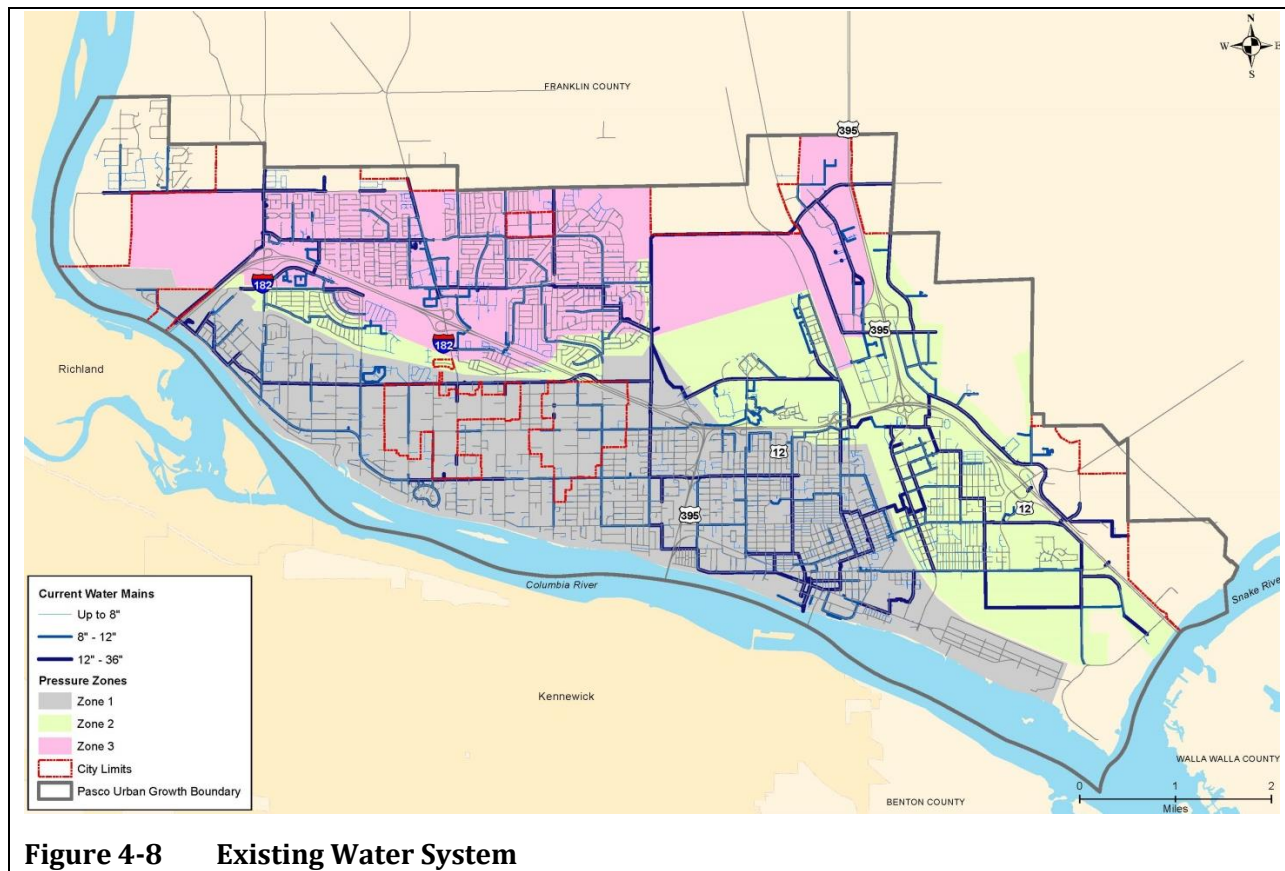 N
W E
S
FRANKLIN COUNTY
395
182
395
182
Richland
12
12
395
Snake River
Columbia River
Current Water Mains
Up to 8"
8" - 12"
12" - 36"
Pressure Zones
Zone 1
Zone 2
Zone 3
City Limits
Pasco Urban Growth Boundary
Kennewick
WALLA WALLA COUNTY
BENTON COUNTY
0 1 2
Miles
Figure 4-8 Existing Water System